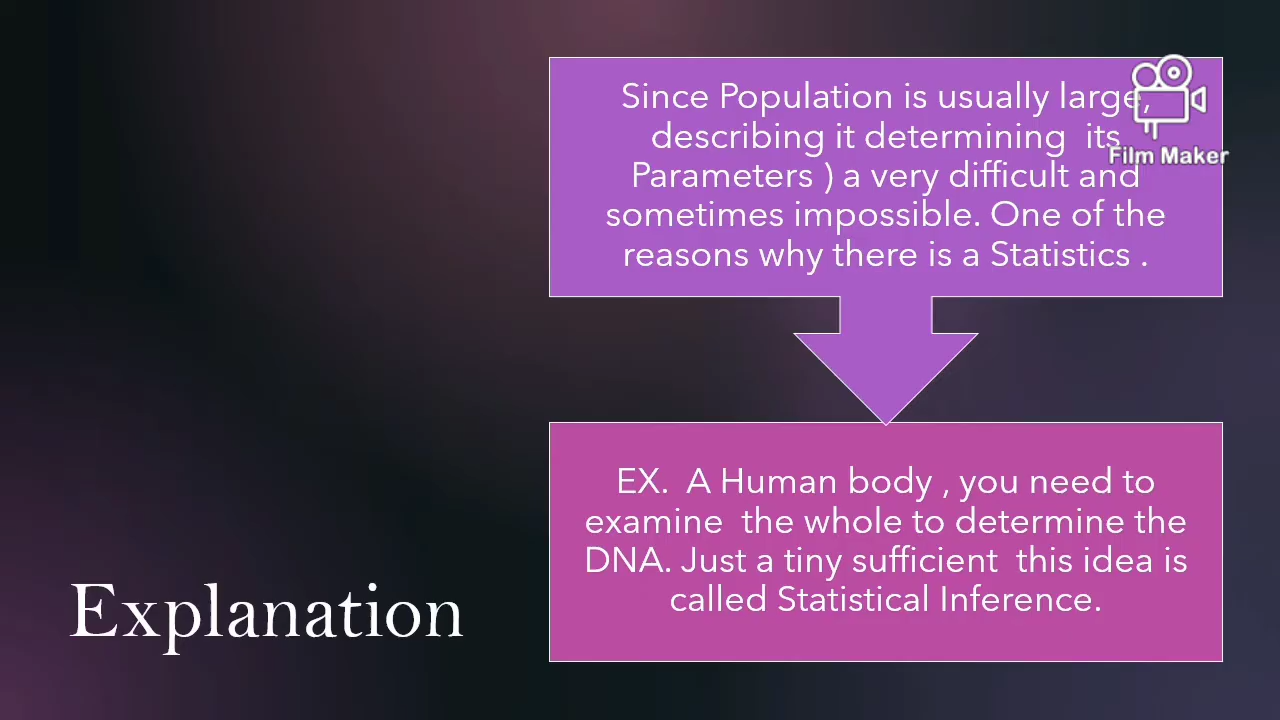 Since Population is usually large,
describing it determining its
Parameters ) a very difficult and
sometimes impossible. One of the
reasons why there is a Statistics .
Film Maker
EX. A Human body , you need to
examine the whole to determine the
DNA. Just a tiny sufficient this idea is
called Statistical Inference.
Explanation